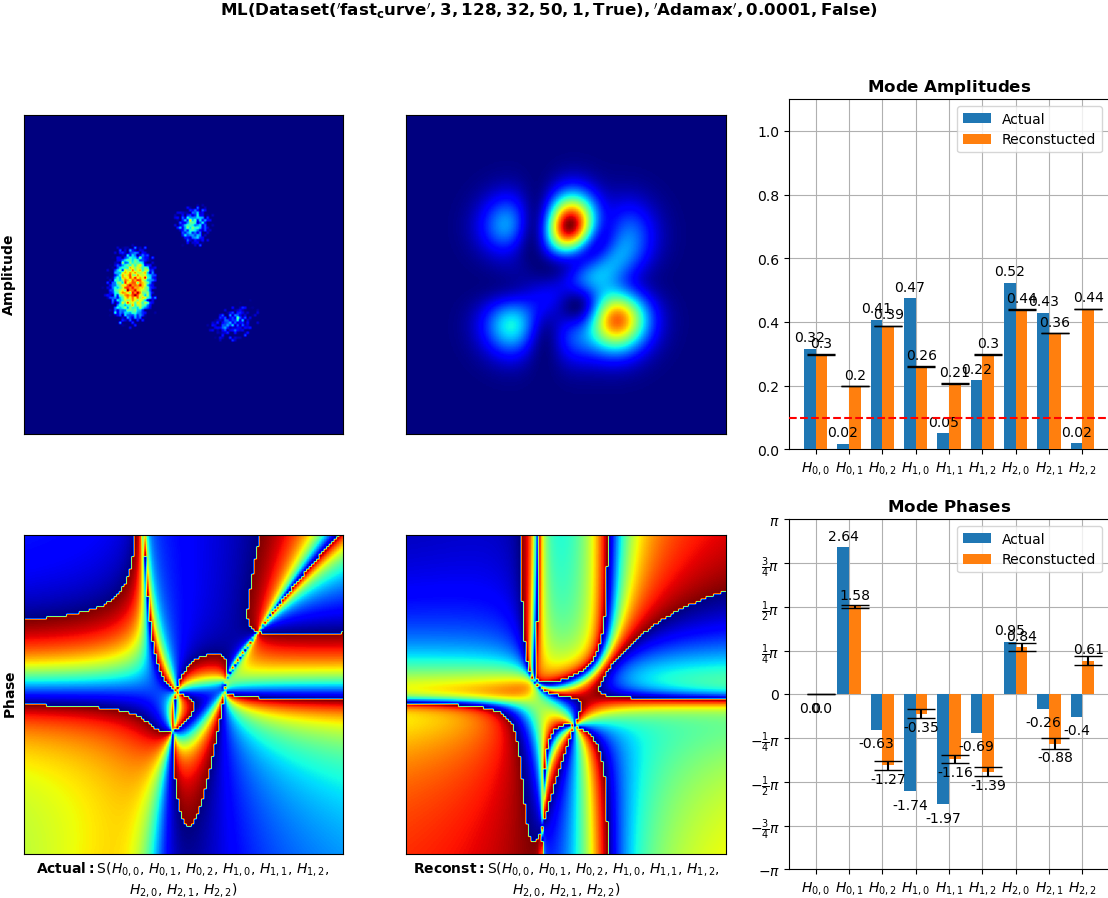 ML(Dataset('fast_curve', 3, 128, 32, 50, 1, True), 'Adamax', 0.0001, False)
Amplitude
Mode Amplitudes
Actual
Reconstucted
1.0
0.8
0.6
0.4
0.2
0.0
0.32
0.3
0.02
0.2
0.41
0.39
0.47
0.26
0.05
0.21
0.22
0.3
0.52
0.44
0.43
0.36
0.02
0.44
H0,0 H0,1 H0,2 H1,0 H1,1 H1,2 H2,0 H2,1 H2,2
Phase
Actual: S(H0,0, H0,1, H0,2, H1,0, H1,1, H1,2,
H2,0, H2,1, H2,2)
Reconst: S(H0,0, H0,1, H0,2, H1,0, H1,1, H1,2,
H2,0, H2,1, H2,2)
Mode Phases
Actual
Reconstucted
π
3/4π
1/2π
1/4π
0
−1/4π
−1/2π
−3/4π
−π
0.0
0.0
2.64
1.58
-0.63
-1.27
-1.74
-0.35
-1.97
-1.16
-0.69
-1.39
0.95
0.84
-0.26
-0.88
-0.4
0.61
H0,0 H0,1 H0,2 H1,0 H1,1 H1,2 H2,0 H2,1 H2,2